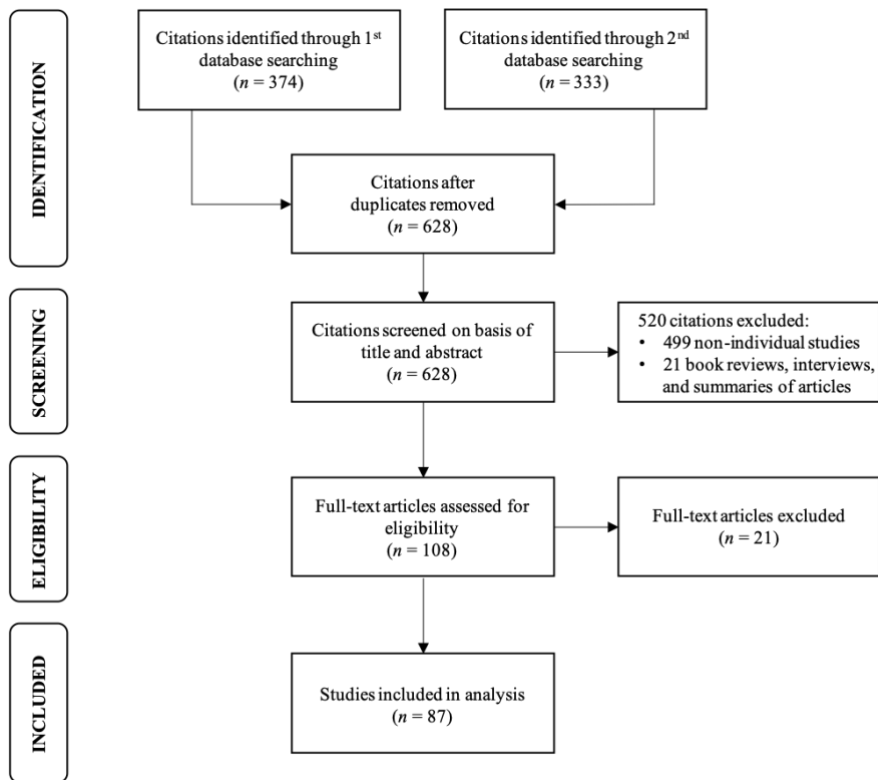 IDENTIFICATION
Citations identified through 1st
database searching
(n = 374)
Citations identified through 2nd
database searching
(n = 333)
Citations after
duplicates removed
(n = 628)
SCREENING
Citations screened on basis of
title and abstract
(n = 628)
520 citations excluded:
• 499 non-individual studies
• 21 book reviews, interviews,
and summaries of articles
ELIGIBILITY
Full-text articles assessed for
eligibility
(n = 108)
Full-text articles excluded
(n = 21)
INCLUDED
Studies included in analysis
(n = 87)